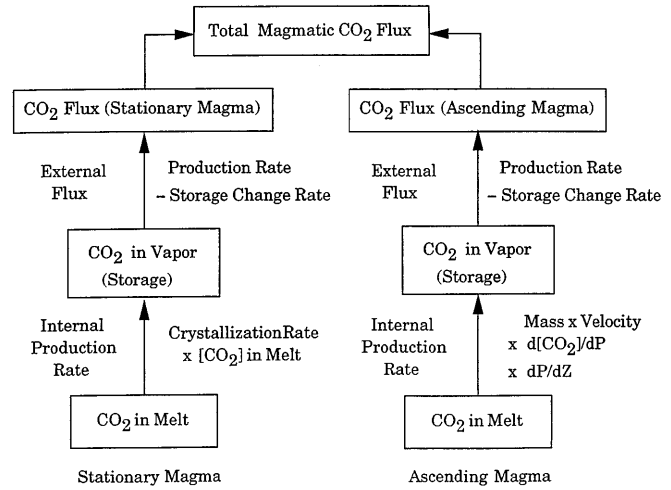 Total Magmatic CO2 Flux
CO2 Flux (Stationary Magma)
CO2 Flux (Ascending Magma)
External
Flux
Production Rate
– Storage Change Rate
External
Flux
Production Rate
– Storage Change Rate
CO2 in Vapor
(Storage)
CO2 in Vapor
(Storage)
Internal
Production
Rate
Crystallization Rate
x [CO2] in Melt
Internal
Production
Rate
Mass x Velocity
x d[CO2]/dP
x dP/dZ
CO2 in Melt
CO2 in Melt
Stationary Magma
Ascending Magma